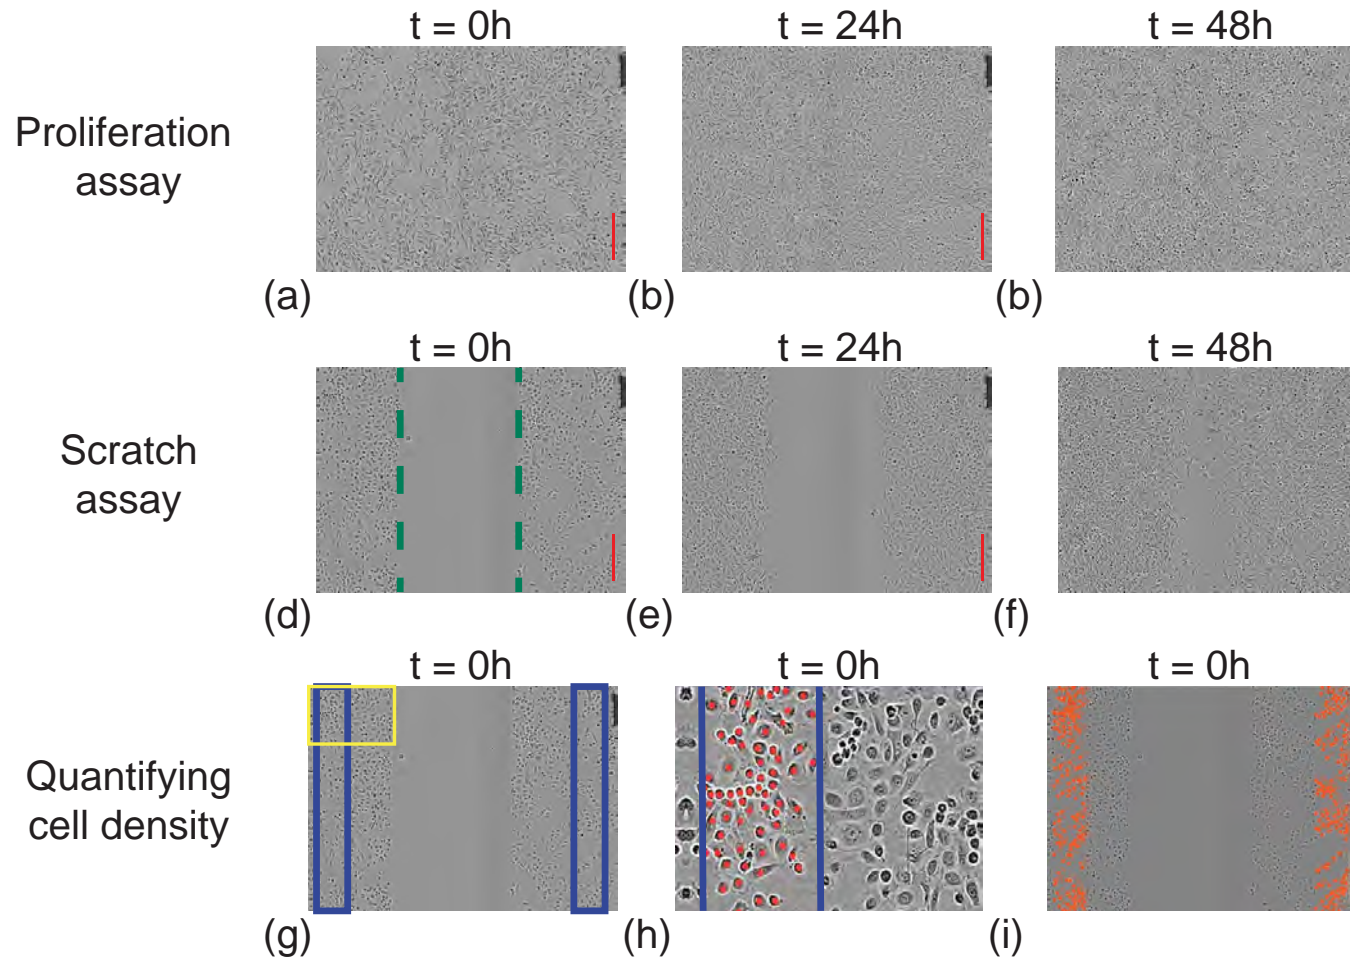 t = 0h
t = 24h
t = 48h
Proliferation
assay
(a)
(b)
(b)
t = 0h
t = 24h
t = 48h
Scratch
assay
(d)
(e)
(f)
t = 0h
t = 0h
t = 0h
Quantifying
cell density
(g)
(h)
(i)